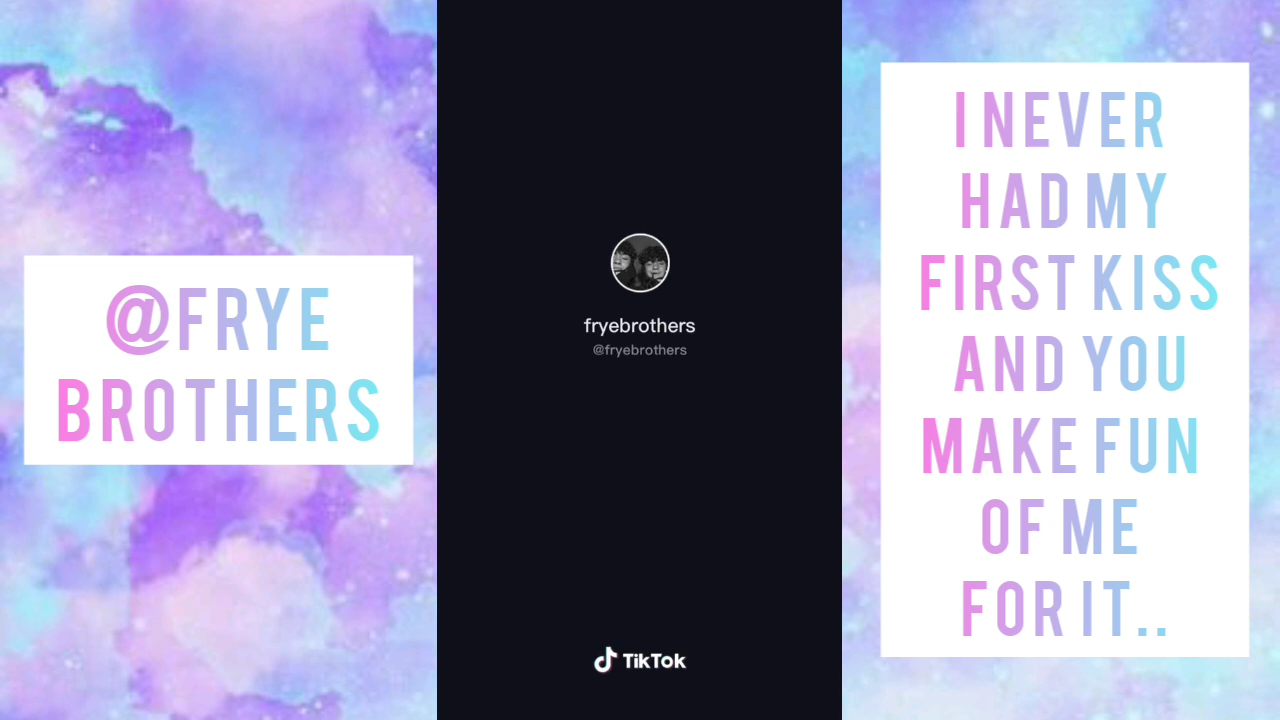 @FRYE
BROTHERS
fryebrothers
@fryebrothers
TikTok
I NEVER
HAD MY
FIRST KISS
AND YOU
MAKE FUN
OF ME
FOR IT..